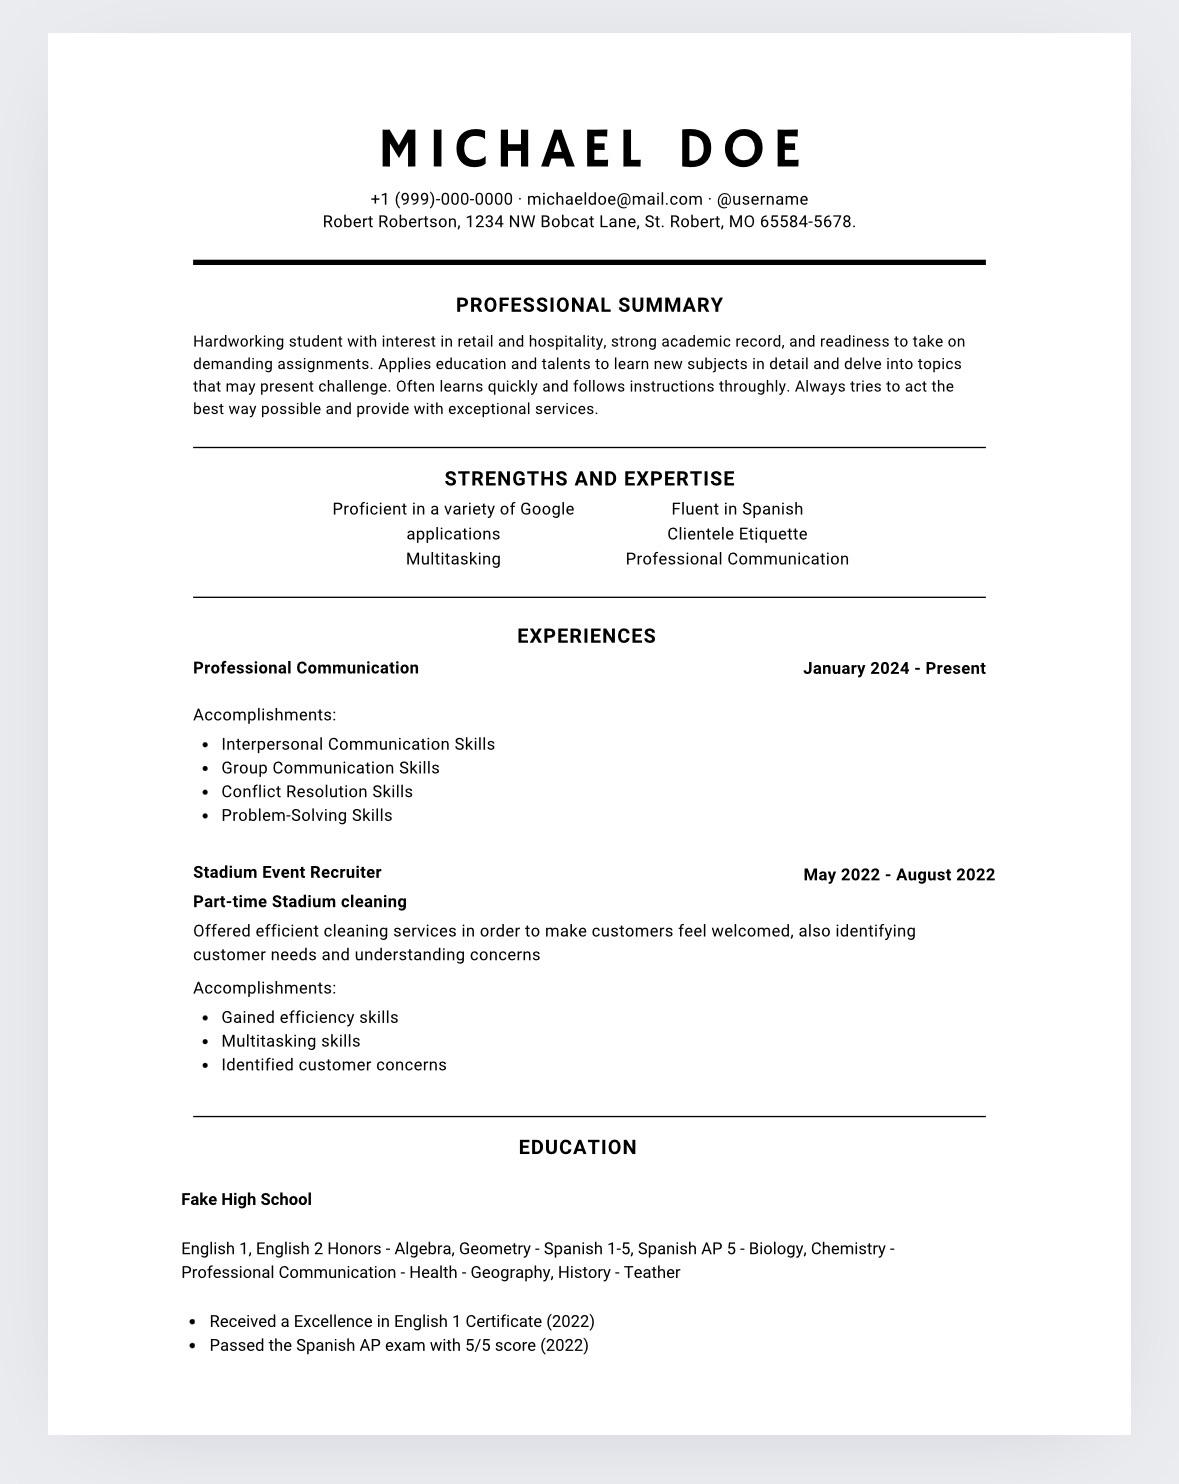 MICHAEL DOE
+1 (999)-000-0000 · michaeldoe@mail.com · @username
Robert Robertson, 1234 NW Bobcat Lane, St. Robert, MO 65584-5678.
PROFESSIONAL SUMMARY
Hardworking student with interest in retail and hospitality, strong academic record, and readiness to take on
demanding assignments. Applies education and talents to learn new subjects in detail and delve into topics
that may present challenge. Often learns quickly and follows instructions throughly. Always tries to act the
best way possible and provide with exceptional services.
STRENGTHS AND EXPERTISE
Proficient in a variety of Google
applications
Multitasking
Fluent in Spanish
Clientele Etiquette
Professional Communication
EXPERIENCES
Professional Communication January 2024 - Present
Accomplishments:
• Interpersonal Communication Skills
• Group Communication Skills
• Conflict Resolution Skills
• Problem-Solving Skills
Stadium Event Recruiter May 2022 - August 2022
Part-time Stadium cleaning
Offered efficient cleaning services in order to make customers feel welcomed, also identifying
customer needs and understanding concerns
Accomplishments:
• Gained efficiency skills
• Multitasking skills
• Identified customer concerns
EDUCATION
Fake High School
English 1, English 2 Honors - Algebra, Geometry - Spanish 1-5, Spanish AP 5 - Biology, Chemistry -
Professional Communication - Health - Geography, History - Teather
• Received a Excellence in English 1 Certificate (2022)
• Passed the Spanish AP exam with 5/5 score (2022)